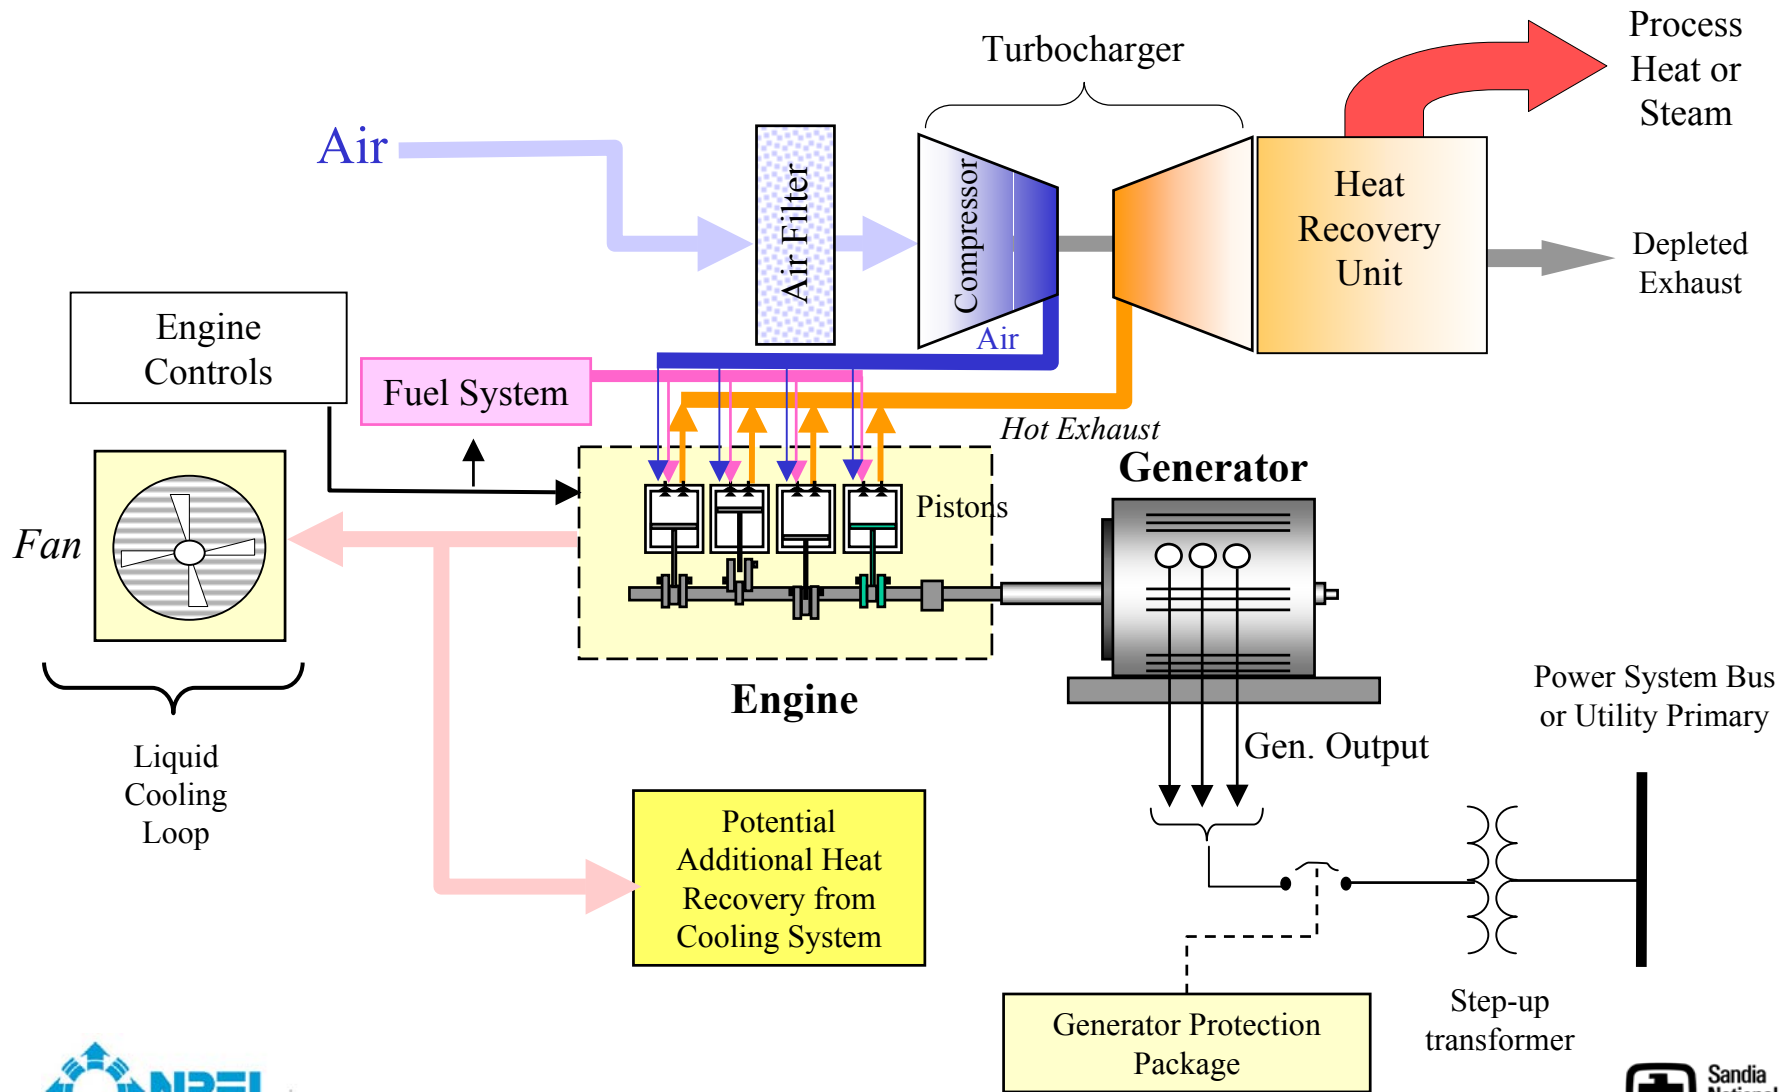 Process
Heat or
Steam
Turbocharger
Air
Air Filter
Compressor
Heat
Recovery
Unit
Depleted
Exhaust
Engine
Controls
Air
Fuel System
Hot Exhaust
Generator
Pistons
Fan
Engine
Power System Bus
or Utility Primary
Gen. Output
Liquid
Cooling
Loop
Potential
Additional Heat
Recovery from
Cooling System
Step-up
transformer
Generator Protection
Package
NREL
Sandia
National